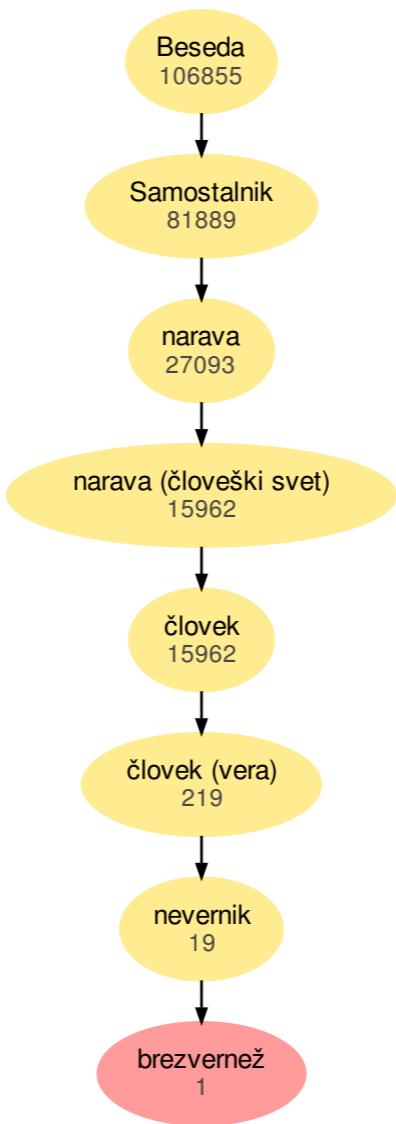 Beseda
106855
Samostalnik
81889
narava
27093
narava (človeški svet)
15962
človek
15962
človek (vera)
219
nevernik
19
brezvernež
1